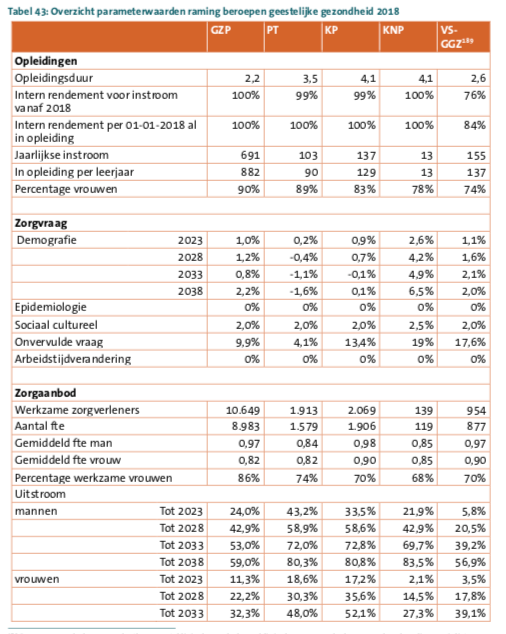 Tabel 43: Overzicht parameterwaarden raming beroepen geestelijke gezondheid 2018
GZP PT KP KNP VS-
GGZ189
Opleidingen
Opleidingsduur 2,2 3,5 4,1 4,1 2,6
Intern rendement voor instroom 100% 99% 99% 100% 76%
vanaf 2018
Intern rendement per 01-01-2018 al 100% 100% 100% 100% 84%
in opleiding
Jaarlijkse instroom 691 103 137 13 155
In opleiding per leerjaar 882 90 129 13 137
Percentage vrouwen 90% 89% 83% 78% 74%
Zorgvraag
Demografie 2023 1,0% 0,2% 0,9% 2,6% 1,1%
2028 1,2% -0,4% 0,7% 4,2% 1,6%
2033 0,8% -1,1% -0,1% 4,9% 2,1%
2038 2,2% -1,6% 0,1% 6,5% 2,0%
Epidemiologie 0% 0% 0% 0% 0%
Sociaal cultureel 2,0% 2,0% 2,0% 2,5% 2,0%
Onvervulde vraag 9,9% 4,1% 13,4% 19% 17,6%
Arbeidstijdverandering 0% 0% 0% 0% 0%
Zorgaanbod
Werkzame zorgverleners 10.649 1.913 2.069 139 954
Aantal fte 8.983 1.579 1.906 119 877
Gemiddeld fte man 0,97 0,84 0,98 0,85 0,97
Gemiddeld fte vrouw 0,82 0,82 0,90 0,85 0,90
Percentage werkzame vrouwen 86% 74% 70% 68% 70%
Uitstroom
mannen Tot 2023 24,0% 43,2% 33,5% 21,9% 5,8%
Tot 2028 42,9% 58,9% 58,6% 42,9% 20,5%
Tot 2033 53,0% 72,0% 72,8% 69,7% 39,2%
Tot 2038 59,0% 80,3% 80,8% 83,5% 56,9%
vrouwen Tot 2023 11,3% 18,6% 17,2% 2,1% 3,5%
Tot 2028 22,2% 30,3% 35,6% 14,5% 17,8%
Tot 2033 32,3% 48,0% 52,1% 27,3% 39,1%